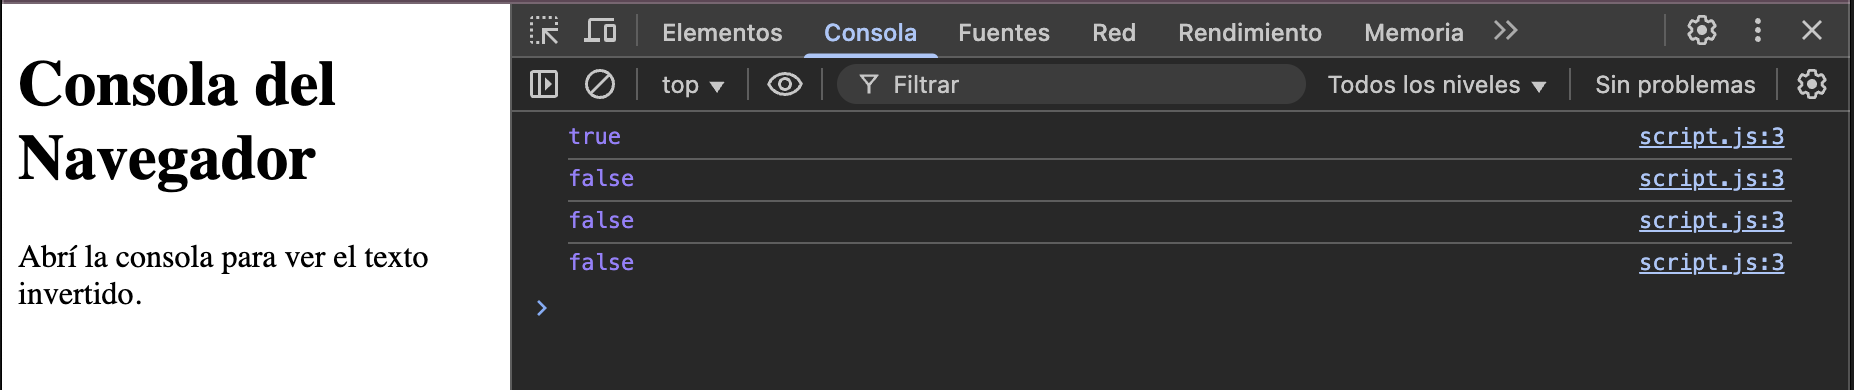 Consola del
Navegador
Abrí la consola para ver el texto
invertido.
Elementos Consola Fuentes Red Rendimiento Memoria
top Filtrar Todos los niveles Sin problemas
true script.js:3
false script.js:3
false script.js:3
false script.js:3